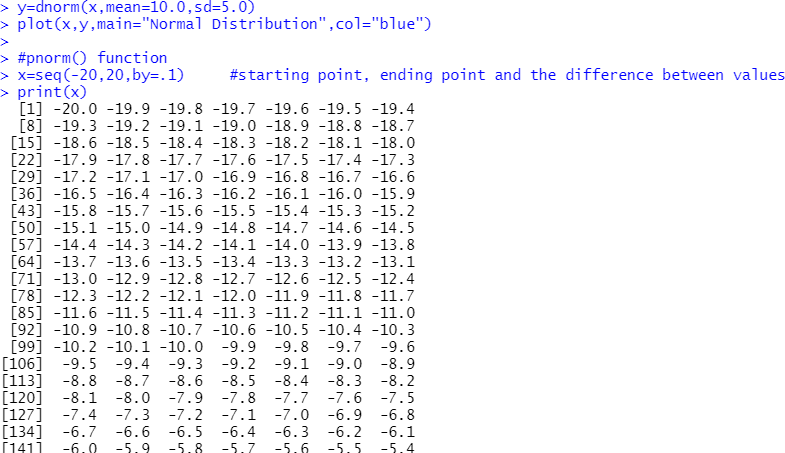 > y=dnorm(x,mean=10.0,sd=5.0)
> plot(x,y,main="Normal Distribution",col="blue")
>
> #pnorm() function
> x=seq(-20,20,by=.1)     #starting point, ending point and the difference between values
> print(x)
  [1] -20.0 -19.9 -19.8 -19.7 -19.6 -19.5 -19.4
  [8] -19.3 -19.2 -19.1 -19.0 -18.9 -18.8 -18.7
 [15] -18.6 -18.5 -18.4 -18.3 -18.2 -18.1 -18.0
 [22] -17.9 -17.8 -17.7 -17.6 -17.5 -17.4 -17.3
 [29] -17.2 -17.1 -17.0 -16.9 -16.8 -16.7 -16.6
 [36] -16.5 -16.4 -16.3 -16.2 -16.1 -16.0 -15.9
 [43] -15.8 -15.7 -15.6 -15.5 -15.4 -15.3 -15.2
 [50] -15.1 -15.0 -14.9 -14.8 -14.7 -14.6 -14.5
 [57] -14.4 -14.3 -14.2 -14.1 -14.0 -13.9 -13.8
 [64] -13.7 -13.6 -13.5 -13.4 -13.3 -13.2 -13.1
 [71] -13.0 -12.9 -12.8 -12.7 -12.6 -12.5 -12.4
 [78] -12.3 -12.2 -12.1 -12.0 -11.9 -11.8 -11.7
 [85] -11.6 -11.5 -11.4 -11.3 -11.2 -11.1 -11.0
 [92] -10.9 -10.8 -10.7 -10.6 -10.5 -10.4 -10.3
 [99] -10.2 -10.1 -10.0  -9.9  -9.8  -9.7  -9.6
[106]  -9.5  -9.4  -9.3  -9.2  -9.1  -9.0  -8.9
[113]  -8.8  -8.7  -8.6  -8.5  -8.4  -8.3  -8.2
[120]  -8.1  -8.0  -7.9  -7.8  -7.7  -7.6  -7.5
[127]  -7.4  -7.3  -7.2  -7.1  -7.0  -6.9  -6.8
[134]  -6.7  -6.6  -6.5  -6.4  -6.3  -6.2  -6.1
[141]  -6.0  -5.9  -5.8  -5.7  -5.6  -5.5  -5.4